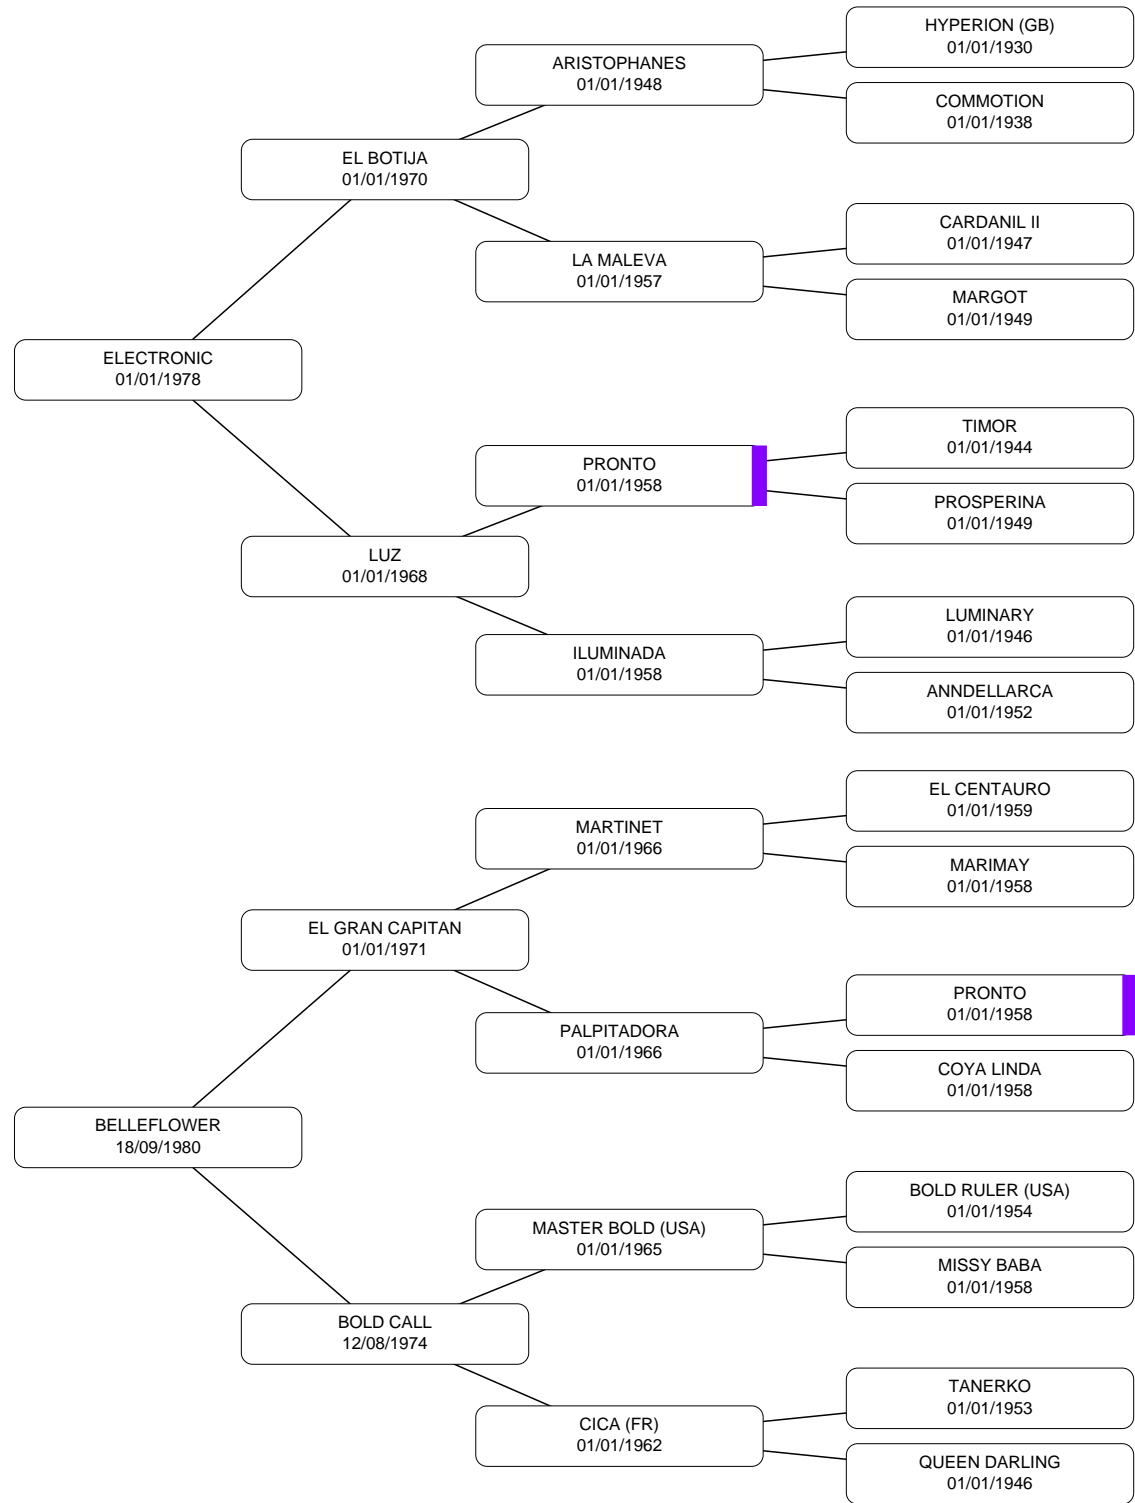 HYPERION (GB)
01/01/1930
ARISTOPHANES
01/01/1948
COMMOTION
01/01/1938
EL BOTIJA
01/01/1970
CARDANIL II
01/01/1947
LA MALEVA
01/01/1957
MARGOT
01/01/1949
ELECTRONIC
01/01/1978
TIMOR
01/01/1944
PRONTO
01/01/1958
PROSPERINA
01/01/1949
LUZ
01/01/1968
LUMINARY
01/01/1946
ILUMINADA
01/01/1958
ANNDELLARCA
01/01/1952
EL CENTAURO
01/01/1959
MARTINET
01/01/1966
MARIMAY
01/01/1958
EL GRAN CAPITAN
01/01/1971
PRONTO
01/01/1958
PALPITADORA
01/01/1966
COYA LINDA
01/01/1958
BELLEFLOWER
18/09/1980
BOLD RULER (USA)
01/01/1954
MASTER BOLD (USA)
01/01/1965
MISSY BABA
01/01/1958
BOLD CALL
12/08/1974
TANERKO
01/01/1953
CICA (FR)
01/01/1962
QUEEN DARLING
01/01/1946